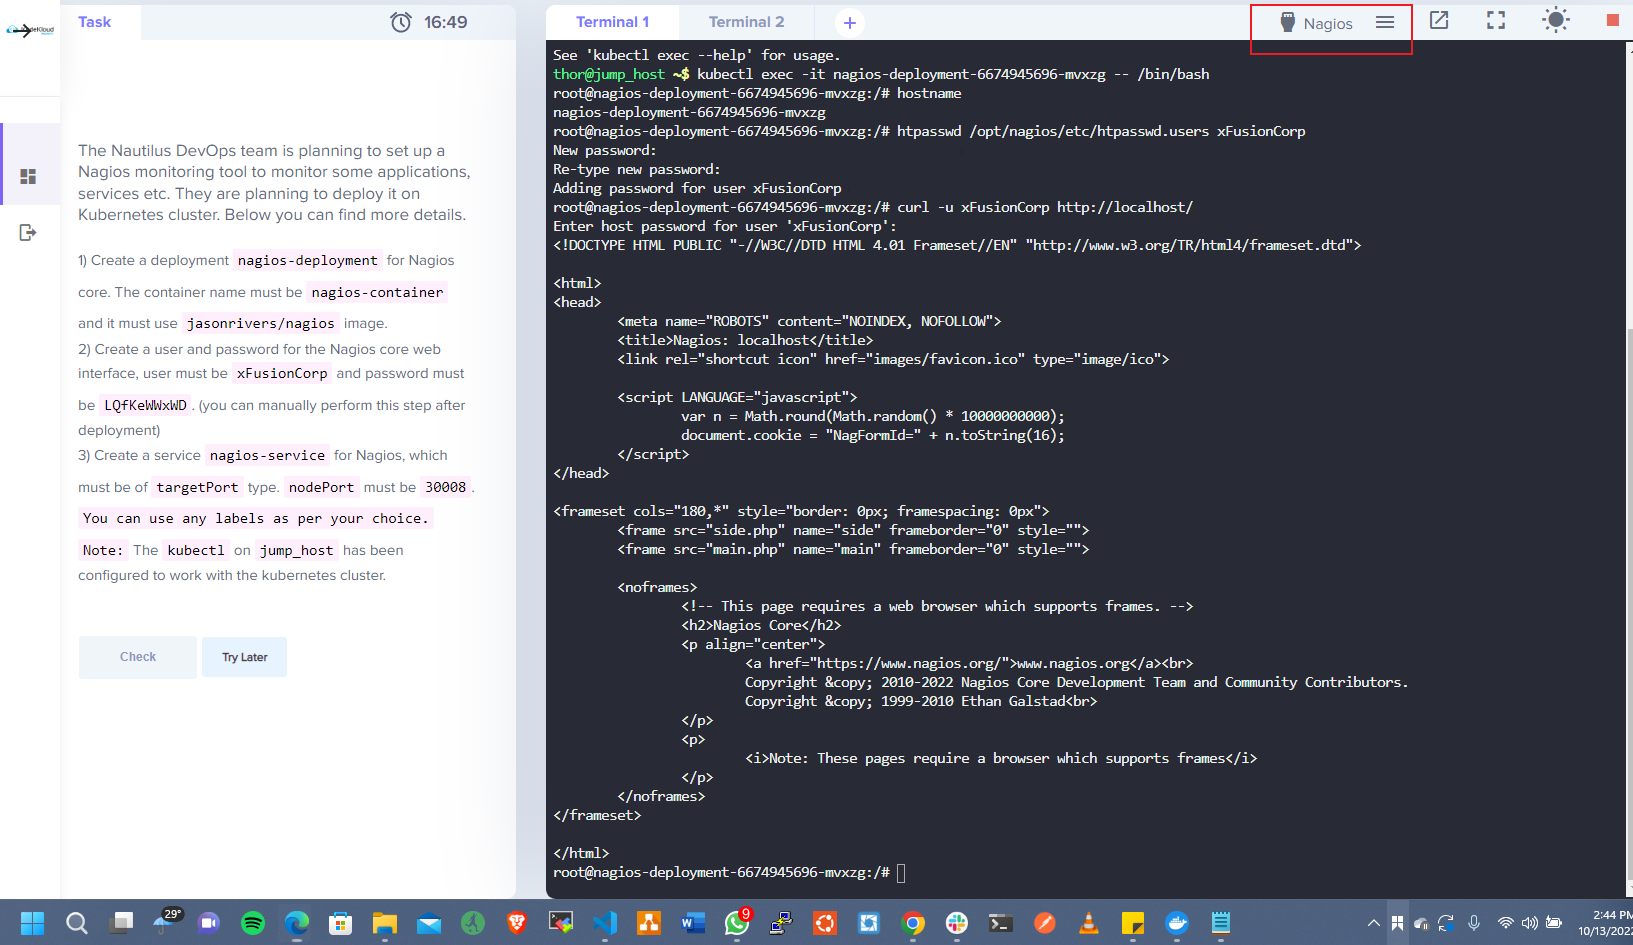 Task
16:49
Terminal 1
Terminal 2
+
Nagios
The Nautilus DevOps team is planning to set up a
Nagios monitoring tool to monitor some applications,
services etc. They are planning to deploy it on
Kubernetes cluster. Below you can find more details.
1) Create a deployment nagios-deployment for Nagios
core. The container name must be nagios-container
and it must use jasonrivers/nagios image.
2) Create a user and password for the Nagios core web
interface, user must be xFusionCorp and password must
be LQfKeWWxWD . (you can manually perform this step after
deployment)
3) Create a service nagios-service for Nagios, which
must be of targetPort type. nodePort must be 30008 .
You can use any labels as per your choice.
Note: The kubectl on jump_host has been
configured to work with the kubernetes cluster.
Check
Try Later
See 'kubectl exec --help' for usage.
thor@jump_host ~$ kubectl exec -it nagios-deployment-6674945696-mvxzg -- /bin/bash
root@nagios-deployment-6674945696-mvxzg:/# hostname
nagios-deployment-6674945696-mvxzg
root@nagios-deployment-6674945696-mvxzg:/# htpasswd /opt/nagios/etc/htpasswd.users xFusionCorp
New password:
Re-type new password:
Adding password for user xFusionCorp
root@nagios-deployment-6674945696-mvxzg:/# curl -u xFusionCorp http://localhost/
Enter host password for user 'xFusionCorp':
<!DOCTYPE HTML PUBLIC "-//W3C//DTD HTML 4.01 Frameset//EN" "http://www.w3.org/TR/html4/frameset.dtd">
<html>
<head>
<meta name="ROBOTS" content="NOINDEX, NOFOLLOW">
<title>Nagios: localhost</title>
<link rel="shortcut icon" href="images/favicon.ico" type="image/ico">
<script LANGUAGE="javascript">
var n = Math.round(Math.random() * 10000000000);
document.cookie = "NagFormId=" + n.toString(16);
</script>
</head>
<frameset cols="180,*" style="border: 0px; framespacing: 0px">
<frame src="side.php" name="side" frameborder="0" style="">
<frame src="main.php" name="main" frameborder="0" style="">
<noframes>
<!-- This page requires a web browser which supports frames. -->
<h2>Nagios Core</h2>
<p align="center">
<a href="https://www.nagios.org/">www.nagios.org</a><br>
Copyright &copy; 2010-2022 Nagios Core Development Team and Community Contributors.
Copyright &copy; 1999-2010 Ethan Galstad<br>
</p>
<p>
<i>Note: These pages require a browser which supports frames</i>
</p>
</noframes>
</frameset>
</html>
root@nagios-deployment-6674945696-mvxzg:/#
29°
9
2:44 PM
10/13/2022